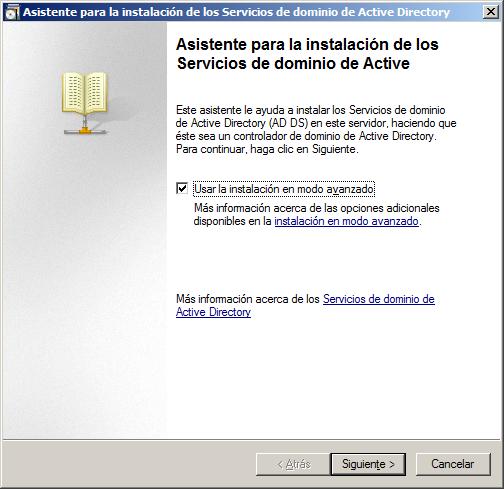 Asistente para la instalación de los Servicios de dominio de Active Directory
Asistente para la instalación de los
Servicios de dominio de Active
Este asistente le ayuda a instalar los Servicios de dominio
de Active Directory (AD DS) en este servidor, haciendo que
éste sea un controlador de dominio de Active Directory.
Para continuar, haga clic en Siguiente.
Usar la instalación en modo avanzado
Más información acerca de las opciones adicionales
disponibles en la instalación en modo avanzado.
Más información acerca de los Servicios de dominio de
Active Directory
< Atrás
Siguiente >
Cancelar